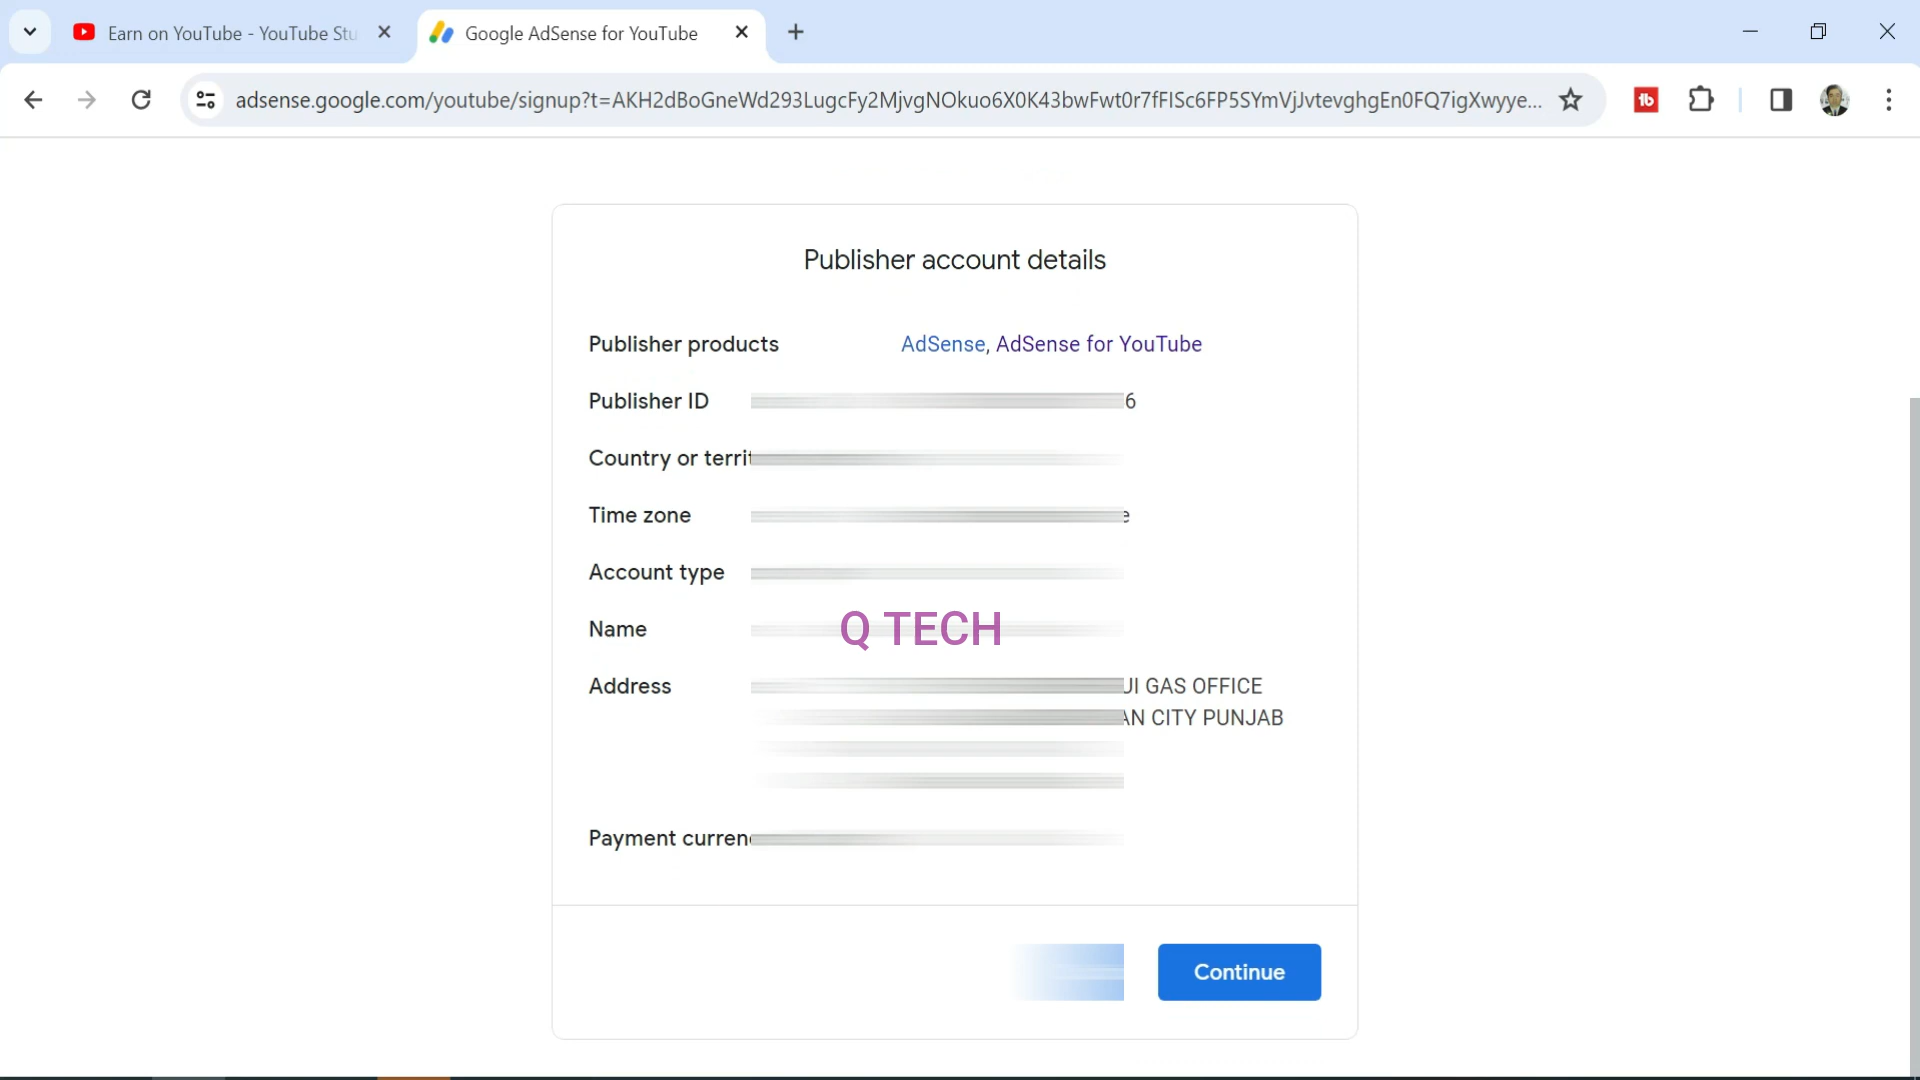 Earn on YouTube - YouTube Stu
Google AdSense for YouTube
adsense.google.com/youtube/signup?t=AKH2dBoGneWd293LugcFy2MjvgNOkuo6X0K43bwFwt0r7fFISc6FP5SYmVjJvtevghgEn0FQ7igXwyye...
Publisher account details
Publisher products AdSense, AdSense for YouTube
Publisher ID 6
Country or territ
Time zone e
Account type
Name Q TECH
Address UI GAS OFFICE
AN CITY PUNJAB
Payment curren
Continue